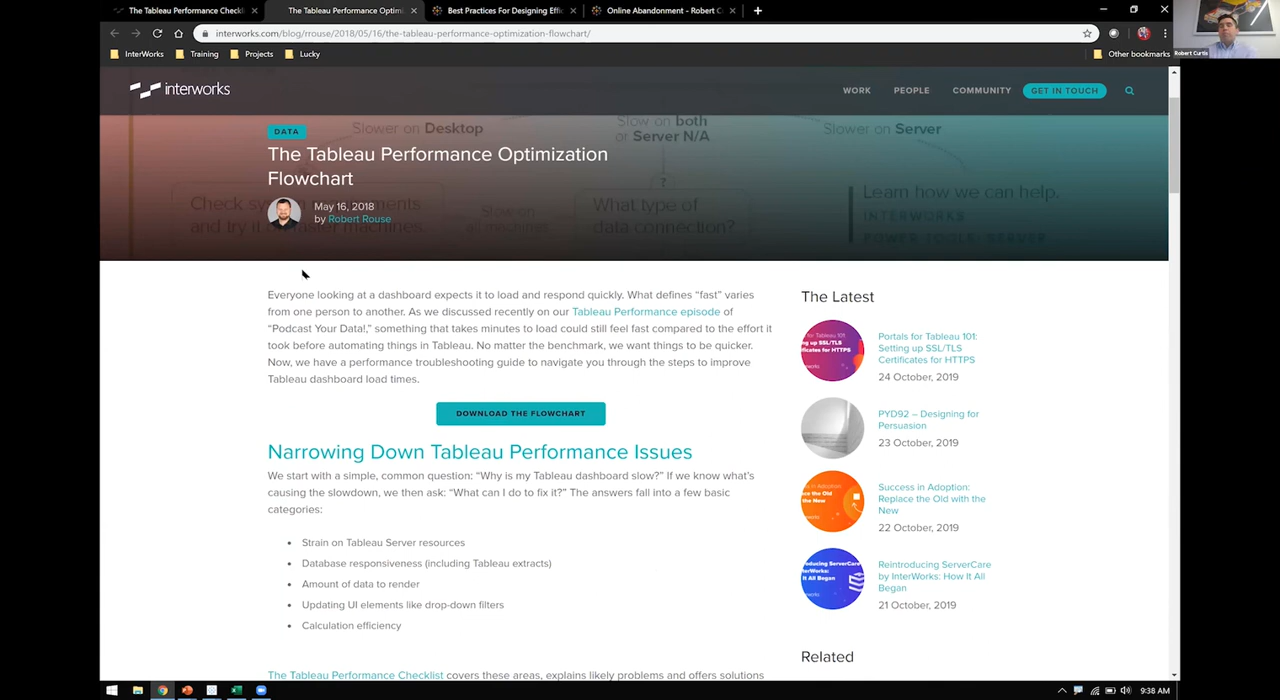 The Tableau Performance Checkl
The Tableau Performance Optimi
Best Practices For Designing Effic
Online Abandonment - Robert C
interworks.com/blog/rrouse/2018/05/16/the-tableau-performance-optimization-flowchart/
InterWorks
Training
Projects
Lucky
Other bookmarks
Robert Curtis
interworks
WORK
PEOPLE
COMMUNITY
GET IN TOUCH
Slower on Desktop
Slow on both
or Server N/A
Slower on Server
DATA
The Tableau Performance Optimization
Flowchart
May 16, 2018
by Robert Rouse
?
What type of
data connection?
Learn how we can help.
INTERWORKS
POWER TOOLS SERVER
Everyone looking at a dashboard expects it to load and respond quickly. What defines “fast” varies
from one person to another. As we discussed recently on our Tableau Performance episode of
“Podcast Your Data!,” something that takes minutes to load could still feel fast compared to the effort it
took before automating things in Tableau. No matter the benchmark, we want things to be quicker.
Now, we have a performance troubleshooting guide to navigate you through the steps to improve
Tableau dashboard load times.
DOWNLOAD THE FLOWCHART
Narrowing Down Tableau Performance Issues
We start with a simple, common question: “Why is my Tableau dashboard slow?” If we know what’s
causing the slowdown, we then ask: “What can I do to fix it?” The answers fall into a few basic
categories:
Strain on Tableau Server resources
Database responsiveness (including Tableau extracts)
Amount of data to render
Updating UI elements like drop-down filters
Calculation efficiency
The Tableau Performance Checklist covers these areas, explains likely problems and offers solutions
The Latest
Portals for Tableau 101:
Setting up SSL/TLS
Certificates for HTTPS
24 October, 2019
PYD92 – Designing for
Persuasion
23 October, 2019
Success in Adoption:
Replace the Old with the
New
22 October, 2019
Reintroducing ServerCare
by InterWorks: How It All
Began
21 October, 2019
Related
9:38 AM